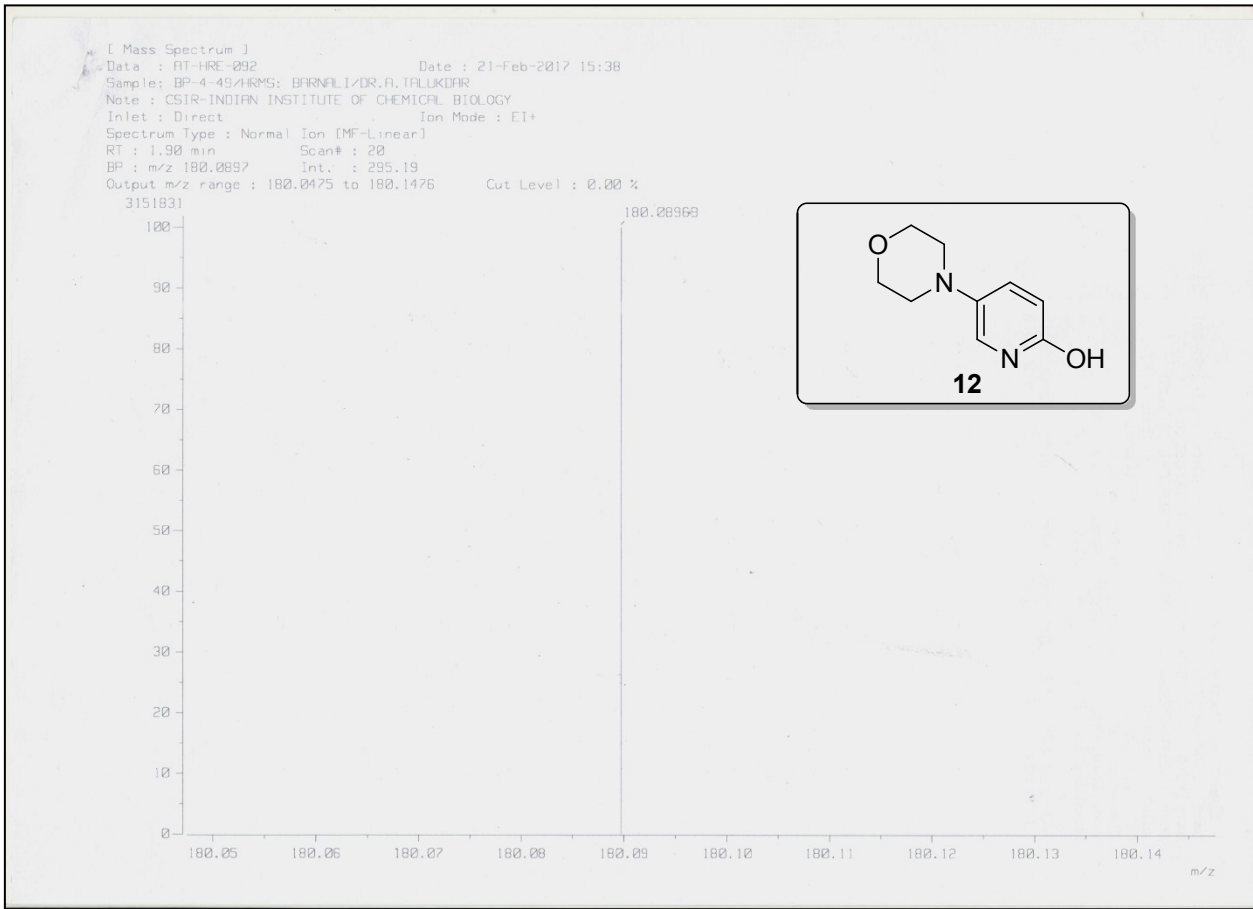 [ Mass Spectrum ]
Data : AT-HRE-092 Date : 21-Feb-2017 15:38
Sample: BP-4-49/HRMS: BARNALI/DR.A.TALUKDAR
Note : CSIR-INDIAN INSTITUTE OF CHEMICAL BIOLOGY
Inlet : Direct Ion Mode : EI+
Spectrum Type : Normal Ion [MF-Linear]
RT : 1.90 min Scan# : 20
BP : m/z 180.0897 Int. : 295.19
Output m/z range : 180.0475 to 180.1476 Cut Level : 0.00 %
3151831
180.08968
100
90
80
70
60
50
40
30
20
10
0
180.05 180.06 180.07 180.08 180.09 180.10 180.11 180.12 180.13 180.14
m/z
O
N
N OH
12